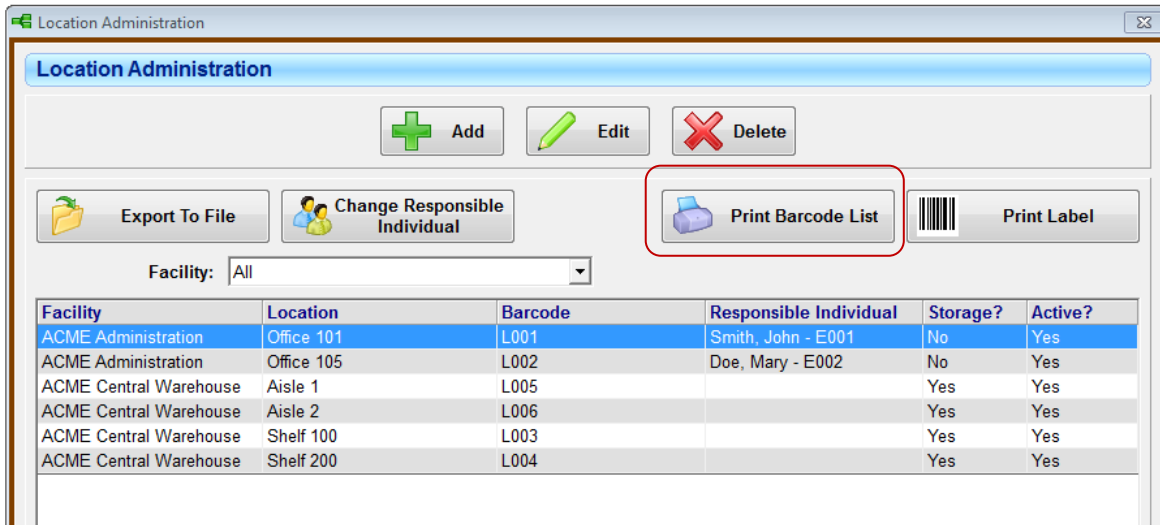 Location Administration
Location Administration
Add Edit Delete
Export To File Change Responsible Individual Print Barcode List Print Label
Facility: All
Facility Location Barcode Responsible Individual Storage? Active?
ACME Administration Office 101 L001 Smith, John - E001 No Yes
ACME Administration Office 105 L002 Doe, Mary - E002 No Yes
ACME Central Warehouse Aisle 1 L005 Yes Yes
ACME Central Warehouse Aisle 2 L006 Yes Yes
ACME Central Warehouse Shelf 100 L003 Yes Yes
ACME Central Warehouse Shelf 200 L004 Yes Yes